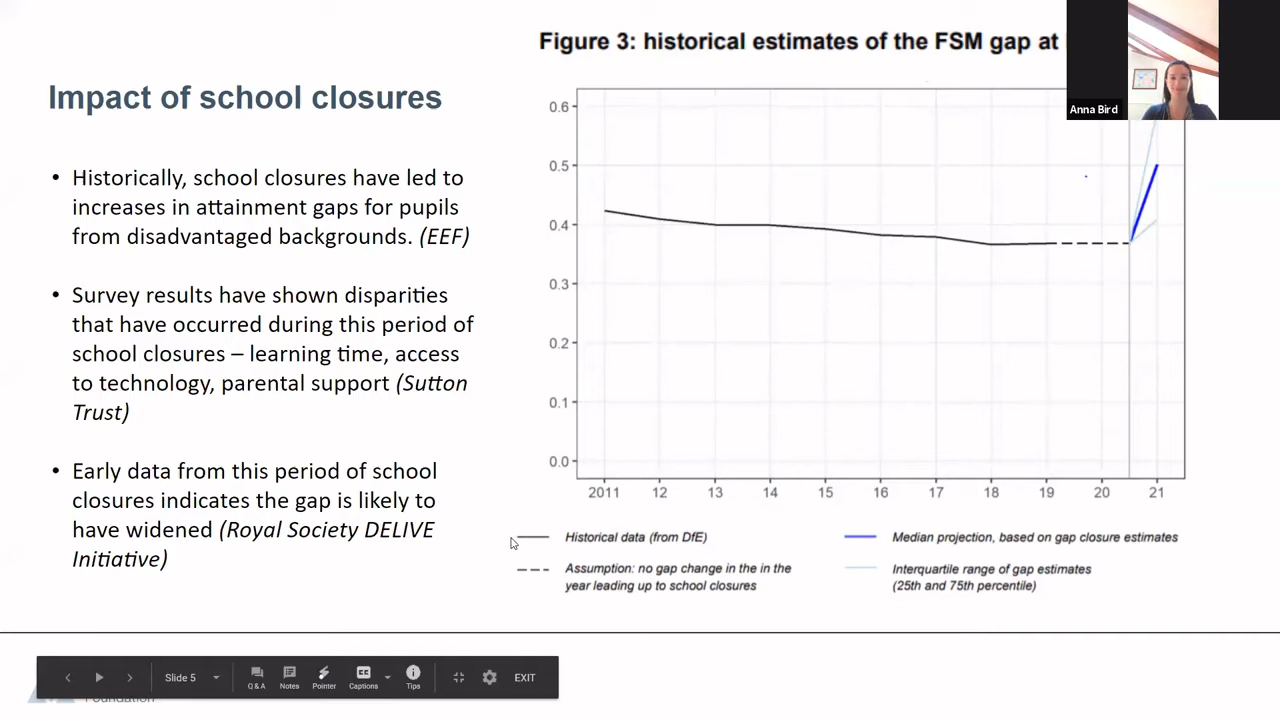 Figure 3: historical estimates of the FSM gap at
Anna Bird
Impact of school closures
• Historically, school closures have led to
increases in attainment gaps for pupils
from disadvantaged backgrounds. (EEF)
• Survey results have shown disparities
that have occurred during this period of
school closures – learning time, access
to technology, parental support (Sutton
Trust)
• Early data from this period of school
closures indicates the gap is likely to
have widened (Royal Society DELIVE
Initiative)
0.6
0.5
0.4
0.3
0.2
0.1
0.0
2011 12 13 14 15 16 17 18 19 20 21
Historical data (from DfE)
Assumption: no gap change in the in the
year leading up to school closures
Median projection, based on gap closure estimates
Interquartile range of gap estimates
(25th and 75th percentile)
Slide 5
Q & A
Notes
Pointer
Captions
Tips
EXIT
Foundation